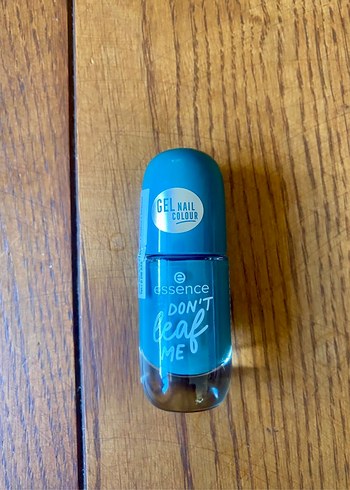 GEL NAIL
COLOUR
e
essence
DON'T
leaf
ME